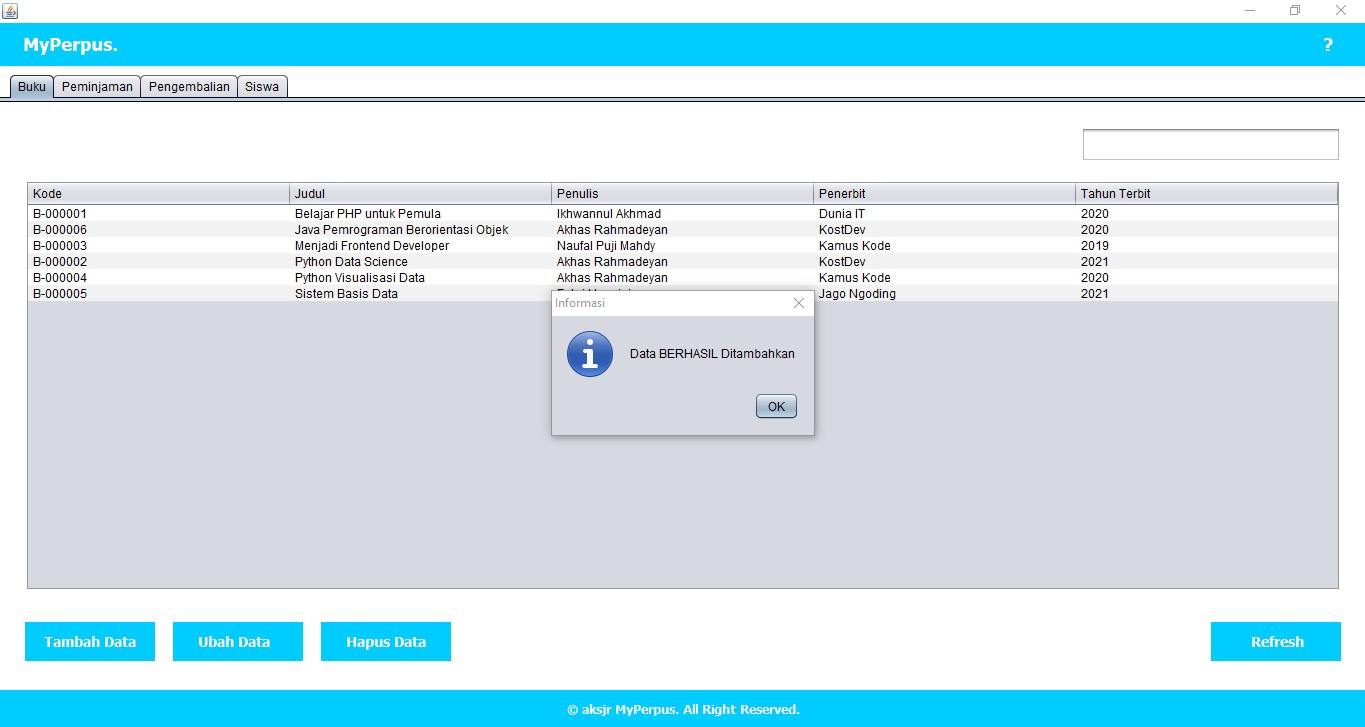 MyPerpus. ?
Buku Peminjaman Pengembalian Siswa
Kode Judul Penulis Penerbit Tahun Terbit
B-000001 Belajar PHP untuk Pemula Ikhwannul Akhmad Dunia IT 2020
B-000006 Java Pemrograman Berorientasi Objek Akhas Rahmadeyan KostDev 2020
B-000003 Menjadi Frontend Developer Naufal Puji Mahdy Kamus Kode 2019
B-000002 Python Data Science Akhas Rahmadeyan KostDev 2021
B-000004 Python Visualisasi Data Akhas Rahmadeyan Kamus Kode 2020
B-000005 Sistem Basis Data Jago Ngoding 2021
Informasi
Data BERHASIL Ditambahkan
OK
Tambah Data Ubah Data Hapus Data Refresh
© aksjr MyPerpus. All Right Reserved.